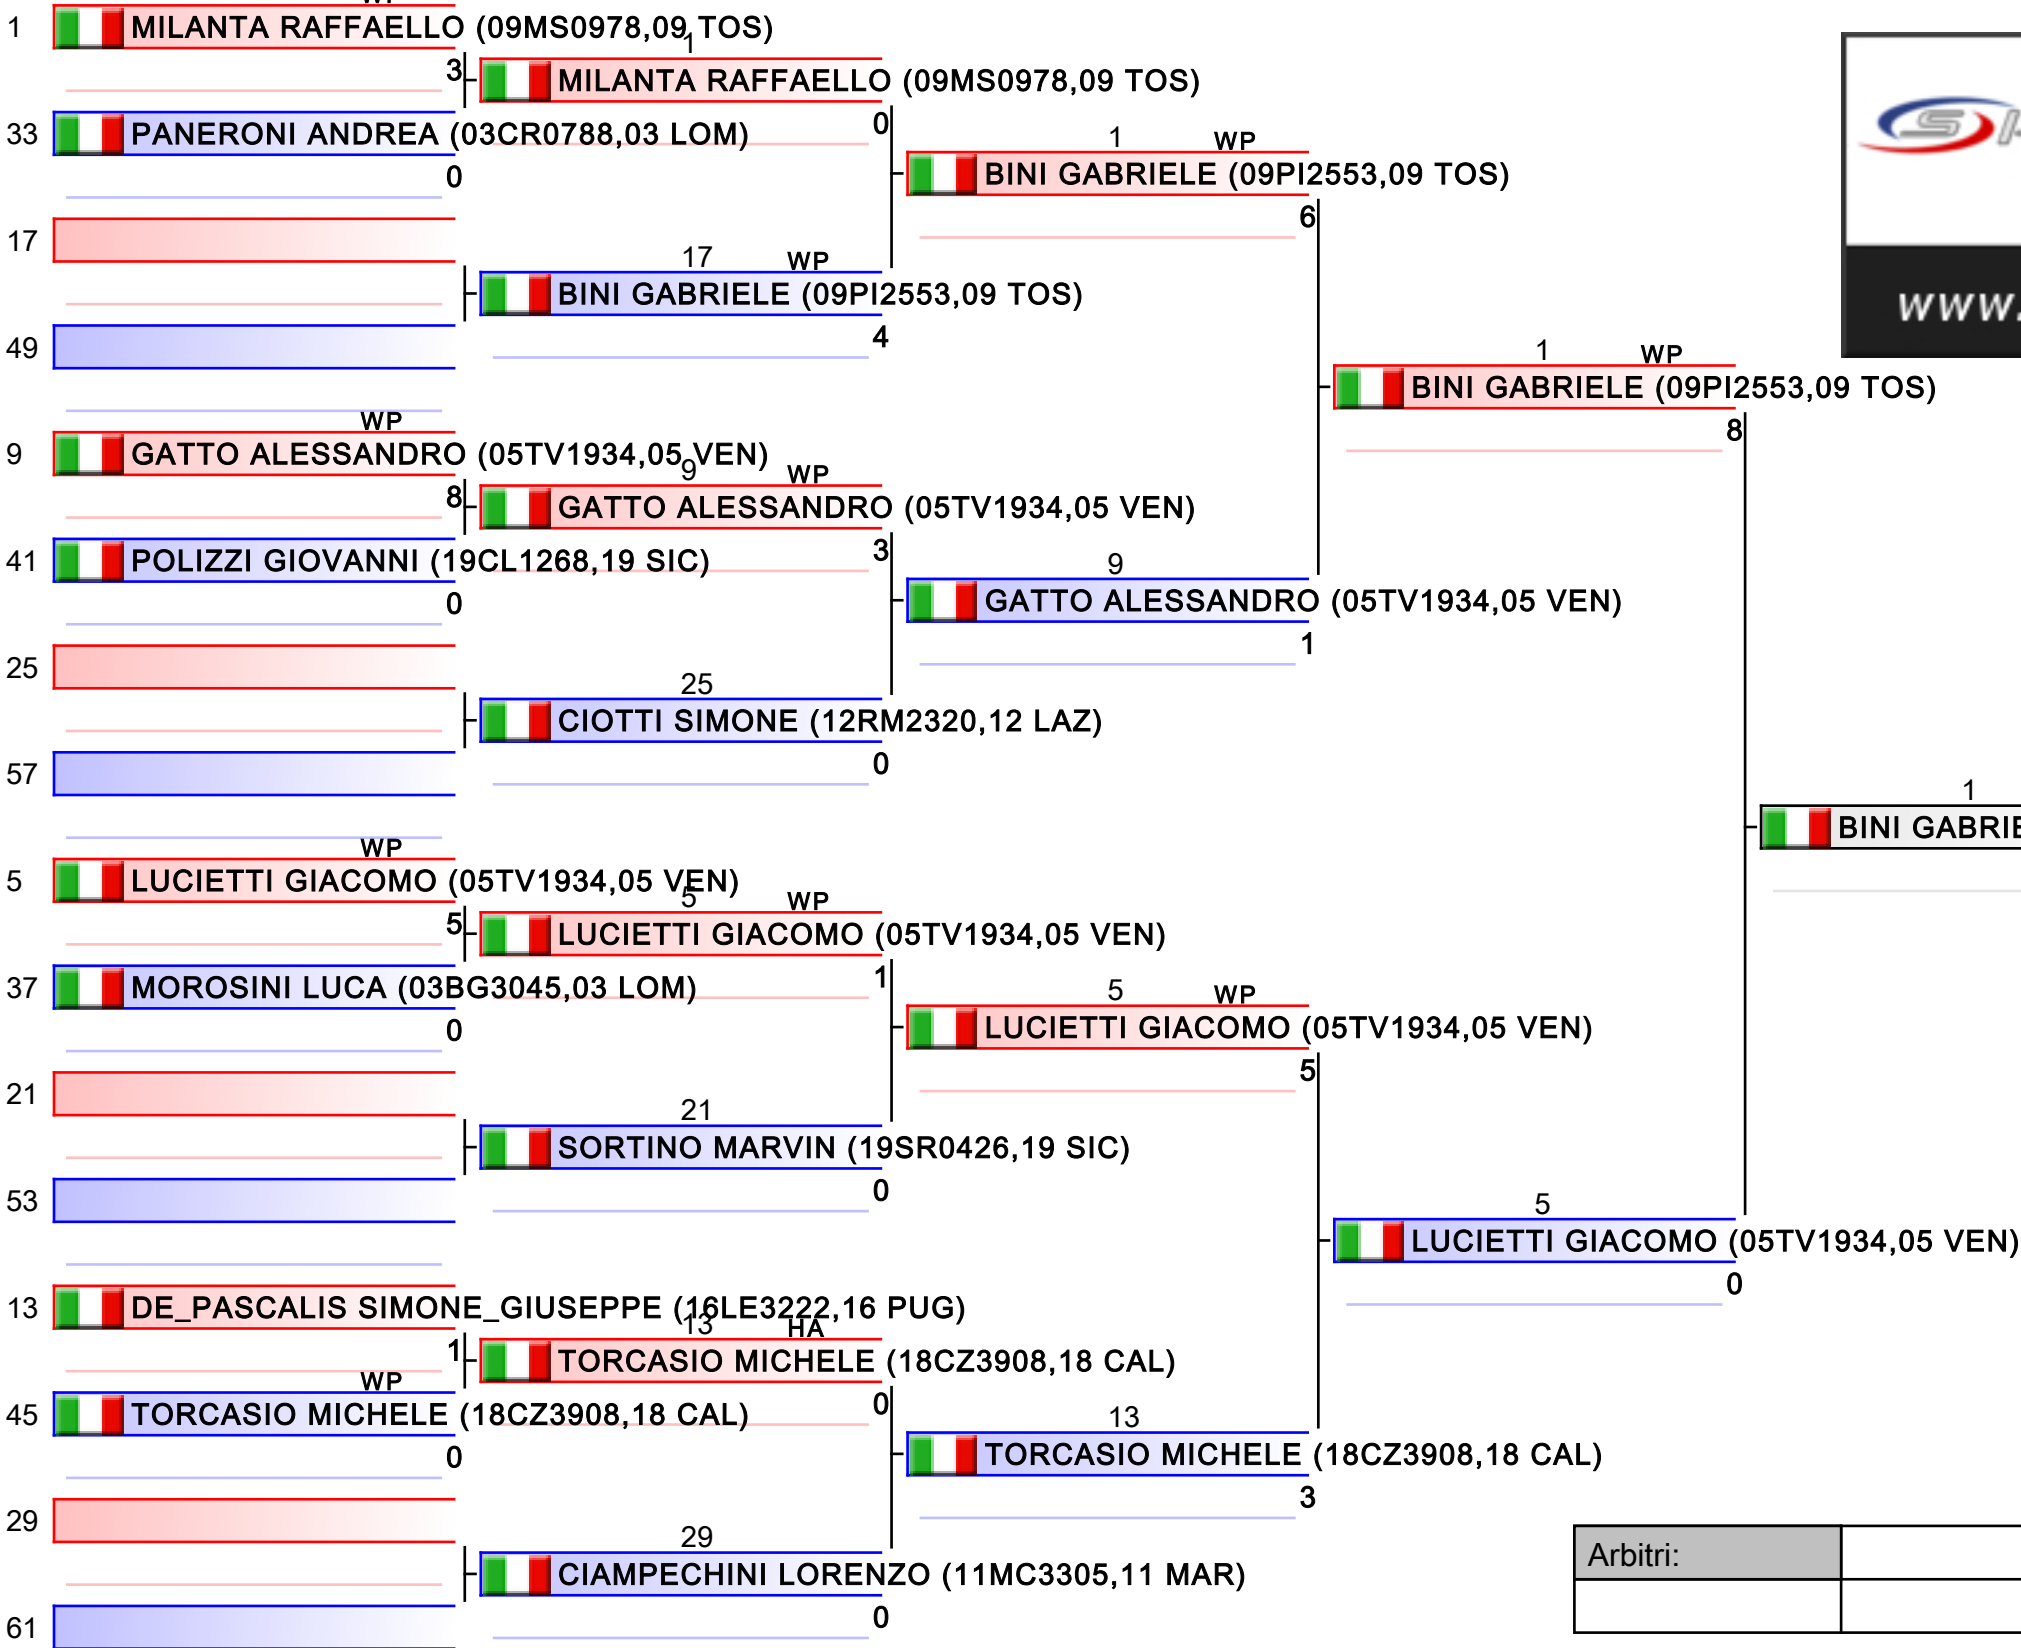 WP
1 MILANTA RAFFAELLO (09MS0978,09 TOS)
3
1
MILANTA RAFFAELLO (09MS0978,09 TOS)
0
33 PANERONI ANDREA (03CR0788,03 LOM)
0
1 WP
BINI GABRIELE (09PI2553,09 TOS)
6
17
17 WP
BINI GABRIELE (09PI2553,09 TOS)
4
49
1 WP
BINI GABRIELE (09PI2553,09 TOS)
8
WP
9 GATTO ALESSANDRO (05TV1934,05 VEN)
8
9 WP
GATTO ALESSANDRO (05TV1934,05 VEN)
3
41 POLIZZI GIOVANNI (19CL1268,19 SIC)
0
9
GATTO ALESSANDRO (05TV1934,05 VEN)
1
25
25
CIOTTI SIMONE (12RM2320,12 LAZ)
0
57
1
BINI GABRIE
WP
5 LUCIETTI GIACOMO (05TV1934,05 VEN)
5
5 WP
LUCIETTI GIACOMO (05TV1934,05 VEN)
1
37 MOROSINI LUCA (03BG3045,03 LOM)
0
5 WP
LUCIETTI GIACOMO (05TV1934,05 VEN)
5
21
21
SORTINO MARVIN (19SR0426,19 SIC)
0
53
5
LUCIETTI GIACOMO (05TV1934,05 VEN)
0
13 DE_PASCALIS SIMONE_GIUSEPPE (16LE3222,16 PUG)
1
13 HA
TORCASIO MICHELE (18CZ3908,18 CAL)
0
WP
45 TORCASIO MICHELE (18CZ3908,18 CAL)
0
13
TORCASIO MICHELE (18CZ3908,18 CAL)
3
29
29
CIAMPECHINI LORENZO (11MC3305,11 MAR)
0
61
www.
Arbitri: